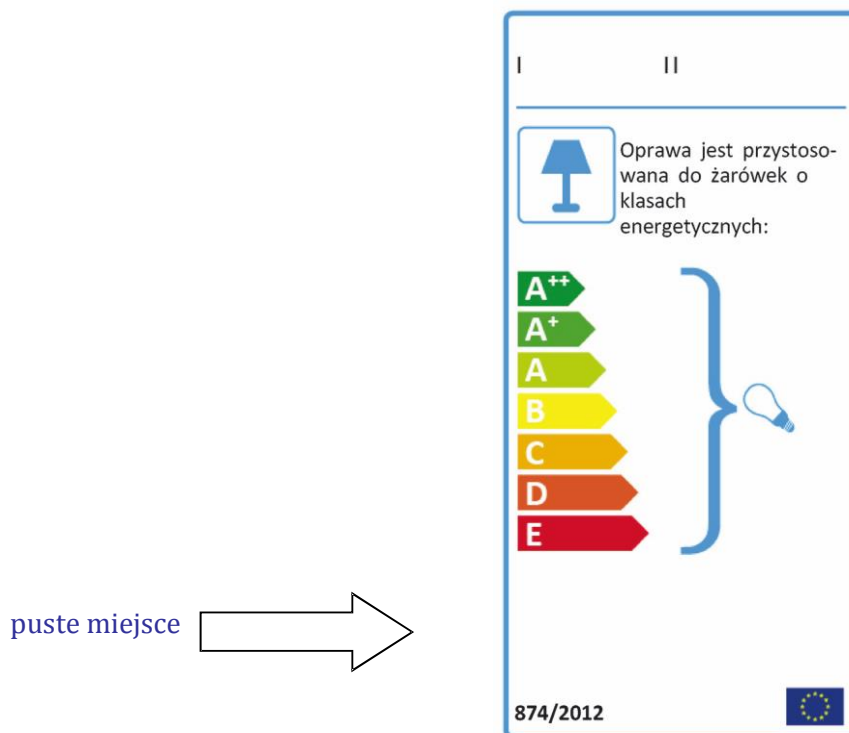 I II
Oprawa jest przystoso-
wana do żarówek o
klasach
energetycznych:
A++
A+
A
B
C
D
E
puste miejsce
874/2012